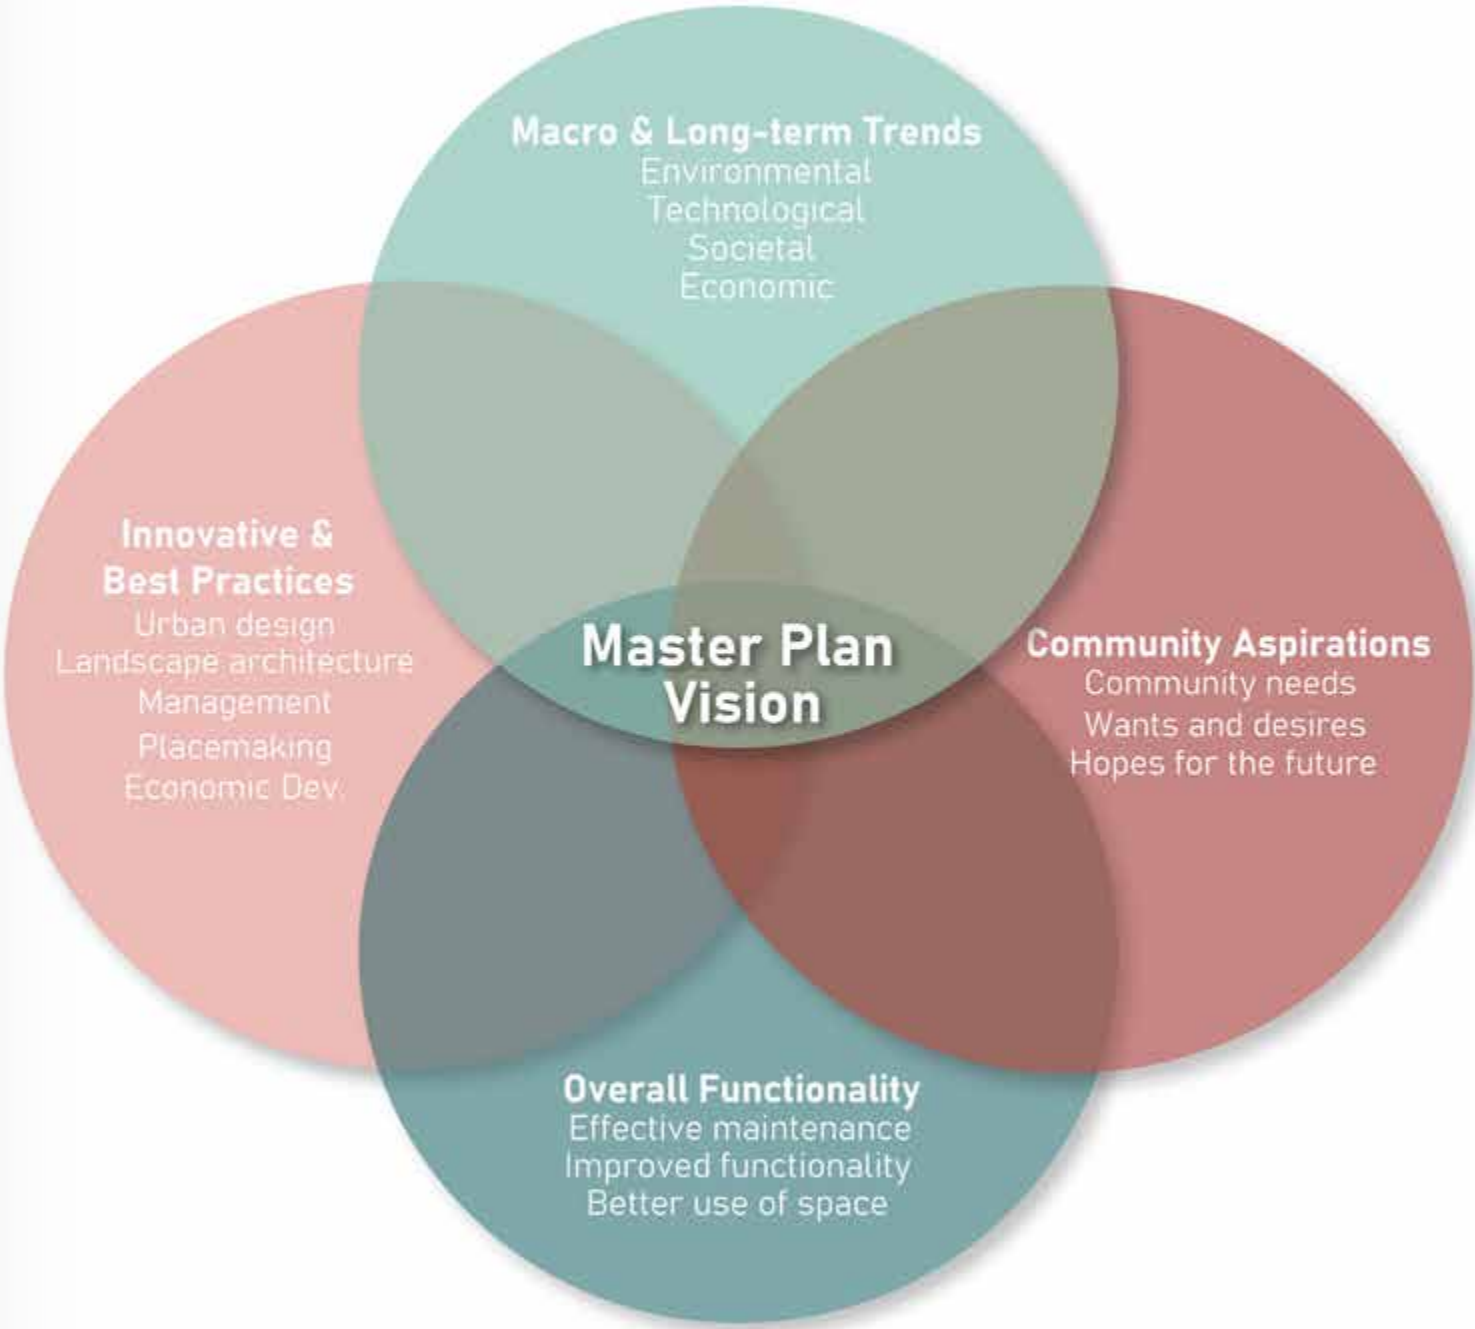 Macro & Long-term Trends
Environmental
Technological
Societal
Economic
Innovative &
Best Practices
Urban design
Landscape architecture
Management
Placemaking
Economic Dev.
Master Plan
Vision
Community Aspirations
Community needs
Wants and desires
Hopes for the future
Overall Functionality
Effective maintenance
Improved functionality
Better use of space